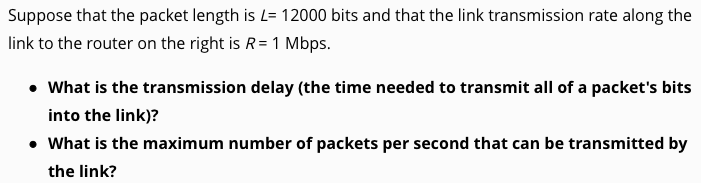 Suppose that the packet length is L= 12000 bits and that the link transmission rate along the
link to the router on the right is R = 1 Mbps.
• What is the transmission delay (the time needed to transmit all of a packet's bits
into the link)?
• What is the maximum number of packets per second that can be transmitted by
the link?